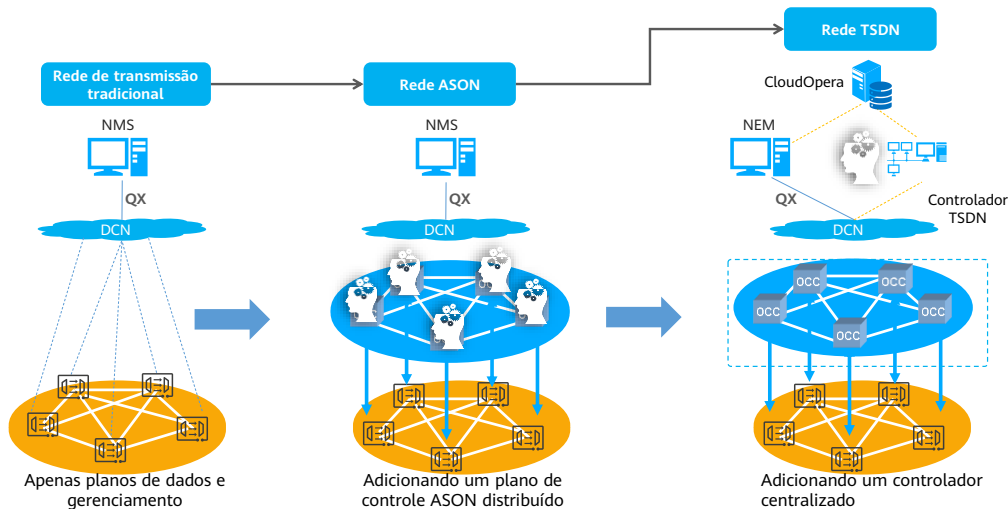 Rede TSDN
Rede de transmissão
tradicional
Rede ASON
CloudOpera
NMS
NMS
NEM
QX
QX
QX
Controlador
TSDN
DCN
DCN
DCN
OCC
OCC
OCC
OCC
OCC
Apenas planos de dados e
gerenciamento
Adicionando um plano de
controle ASON distribuído
Adicionando um controlador
centralizado